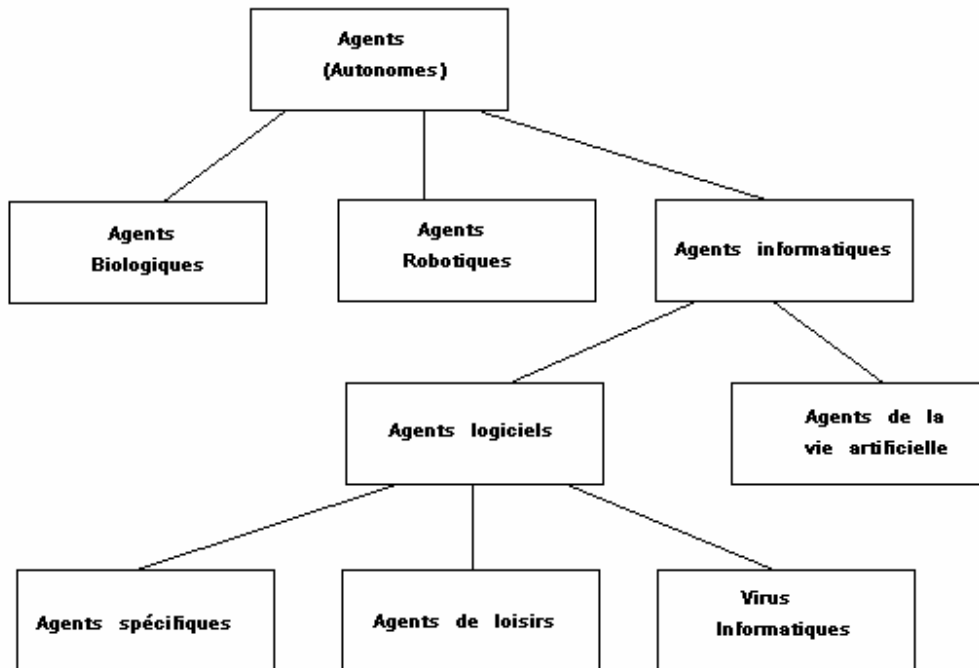 Agents
(Autonomes)
Agents
Biologiques
Agents
Robotiques
Agents informatiques
Agents logiciels
Agents de la
vie artificielle
Agents spécifiques
Agents de loisirs
Virus
Informatiques